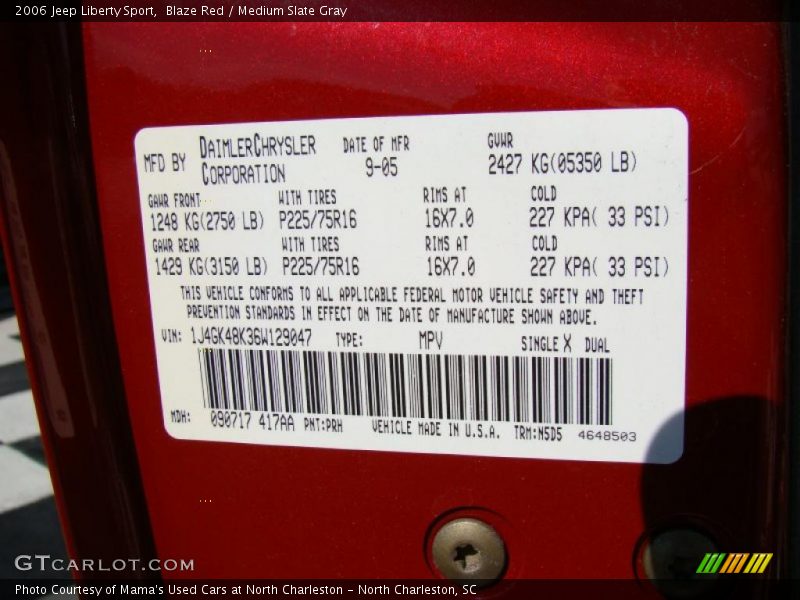 2006 Jeep Liberty Sport,  Blaze Red / Medium Slate Gray
MFD BY DAIMLERCHRYSLER CORPORATION
DATE OF MFR 9-05
GVWR 2427 KG(05350 LB)
GAWR FRONT WITH TIRES RIMS AT COLD
1248 KG(2750 LB) P225/75R16 16X7.0 227 KPA( 33 PSI)
GAWR REAR WITH TIRES RIMS AT COLD
1429 KG(3150 LB) P225/75R16 16X7.0 227 KPA( 33 PSI)
THIS VEHICLE CONFORMS TO ALL APPLICABLE FEDERAL MOTOR VEHICLE SAFETY AND THEFT
PREVENTION STANDARDS IN EFFECT ON THE DATE OF MANUFACTURE SHOWN ABOVE.
VIN: 1J4GK48K36W129047 TYPE: MPV SINGLE X DUAL
MDH: 090717 417AA PNT:PRH VEHICLE MADE IN U.S.A. TRM:N5D5 4648503
GTCARLOT.COM
Photo Courtesy of Mama's Used Cars at North Charleston - North Charleston, SC